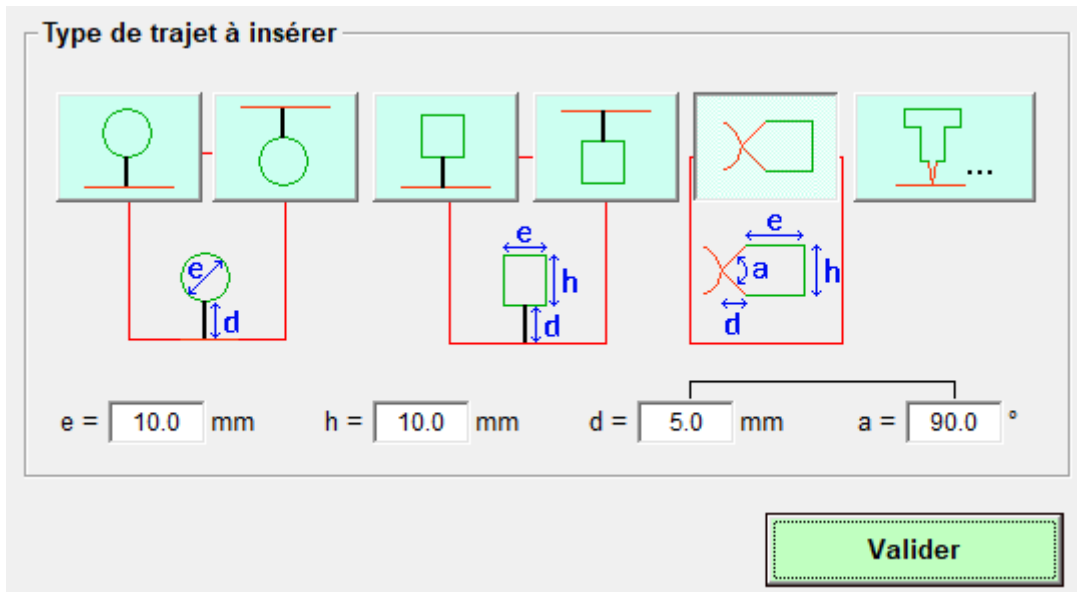 Type de trajet à insérer
...
e
e
h
e
a
h
d
d
d
e = 10.0 mm h = 10.0 mm d = 5.0 mm a = 90.0 °
Valider